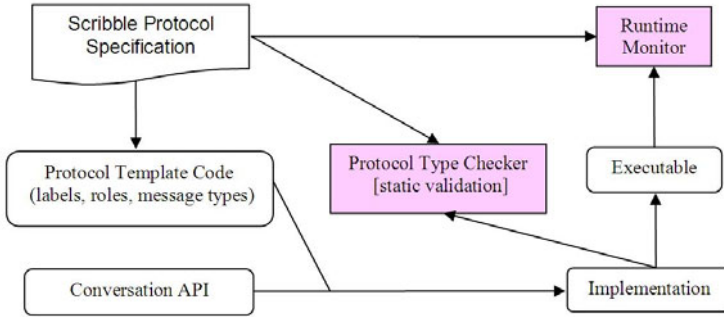 Scribble Protocol
Specification
Runtime
Monitor
Protocol Template Code
(labels, roles, message types)
Protocol Type Checker
[static validation]
Executable
Conversation API
Implementation